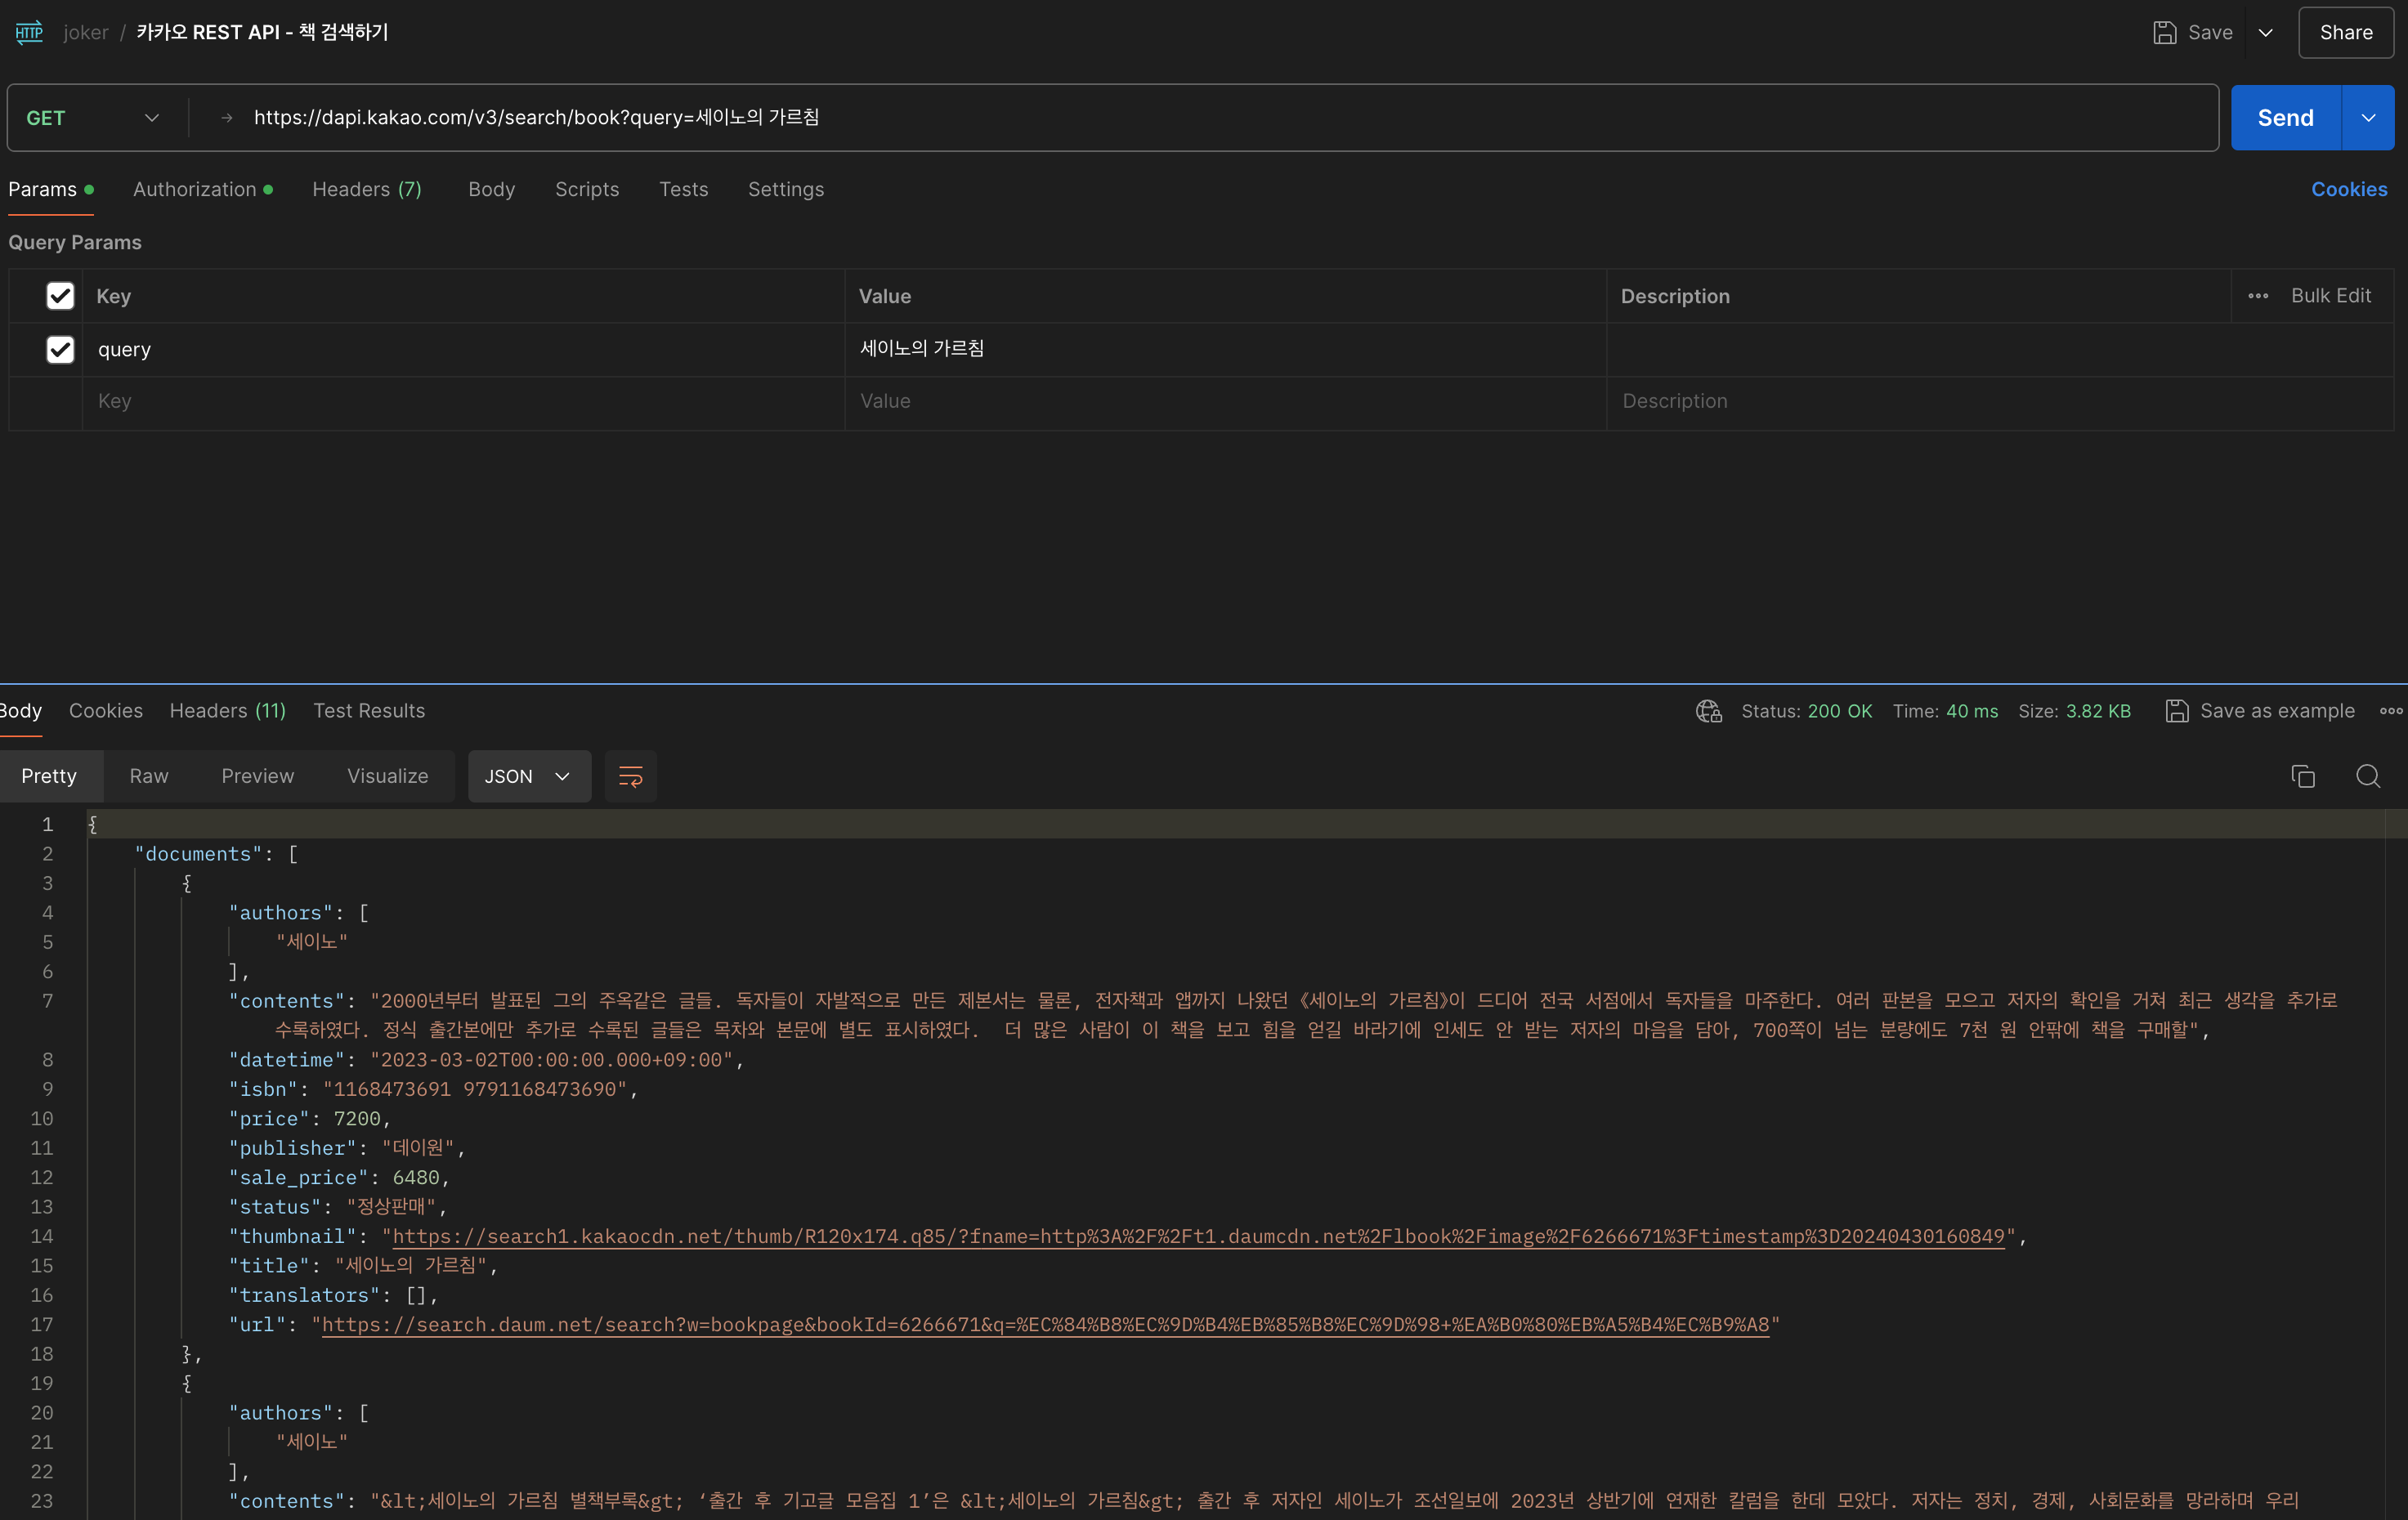 HTTP joker / 카카오 REST API - 책 검색하기 Save Share
GET → https://dapi.kakao.com/v3/search/book?query=세이노의 가르침 Send
Params Authorization Headers (7) Body Scripts Tests Settings Cookies
Query Params
Key Value Description Bulk Edit
query 세이노의 가르침
Key Value Description
Body Cookies Headers (11) Test Results Status: 200 OK Time: 40 ms Size: 3.82 KB Save as example
Pretty Raw Preview Visualize JSON
1 {
2 "documents": [
3 {
4 "authors": [
5 "세이노"
6 ],
7 "contents": "2000년부터 발표된 그의 주옥같은 글들. 독자들이 자발적으로 만든 제본서는 물론, 전자책과 앱까지 나왔던 《세이노의 가르침》이 드디어 전국 서점에서 독자들을 마주한다. 여러 판본을 모으고 저자의 확인을 거쳐 최근 생각을 추가로
수록하였다. 정식 출간본에만 추가로 수록된 글들은 목차와 본문에 별도 표시하였다.  더 많은 사람이 이 책을 보고 힘을 얻길 바라기에 인세도 안 받는 저자의 마음을 담아, 700쪽이 넘는 분량에도 7천 원 안팎에 책을 구매할",
8 "datetime": "2023-03-02T00:00:00.000+09:00",
9 "isbn": "1168473691 9791168473690",
10 "price": 7200,
11 "publisher": "데이원",
12 "sale_price": 6480,
13 "status": "정상판매",
14 "thumbnail": "https://search1.kakaocdn.net/thumb/R120x174.q85/?fname=http%3A%2F%2Ft1.daumcdn.net%2Flbook%2Fimage%2F6266671%3Ftimestamp%3D20240430160849",
15 "title": "세이노의 가르침",
16 "translators": [],
17 "url": "https://search.daum.net/search?w=bookpage&bookId=6266671&q=%EC%84%B8%EC%9D%B4%EB%85%B8%EC%9D%98+%EA%B0%80%EB%A5%B4%EC%B9%A8"
18 },
19 {
20 "authors": [
21 "세이노"
22 ],
23 "contents": "&lt;세이노의 가르침 별책부록&gt; ‘출간 후 기고글 모음집 1’은 &lt;세이노의 가르침&gt; 출간 후 저자인 세이노가 조선일보에 2023년 상반기에 연재한 칼럼을 한데 모았다. 저자는 정치, 경제, 사회문화를 망라하며 우리